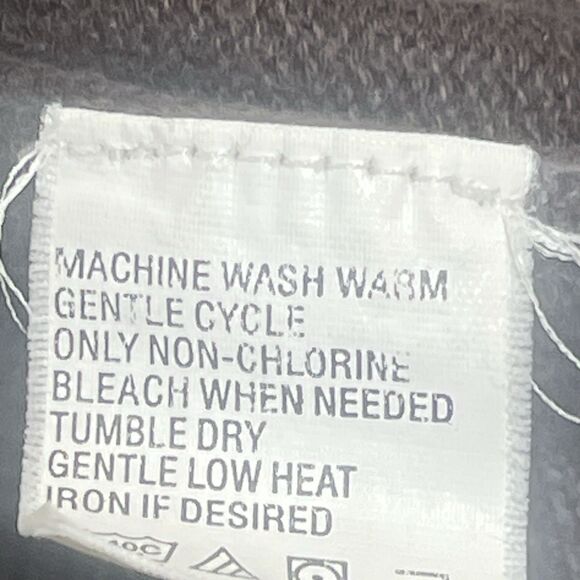 MACHINE WASH WARM
GENTLE CYCLE
ONLY NON-CHLORINE
BLEACH WHEN NEEDED
TUMBLE DRY
GENTLE LOW HEAT
IRON IF DESIRED
40C